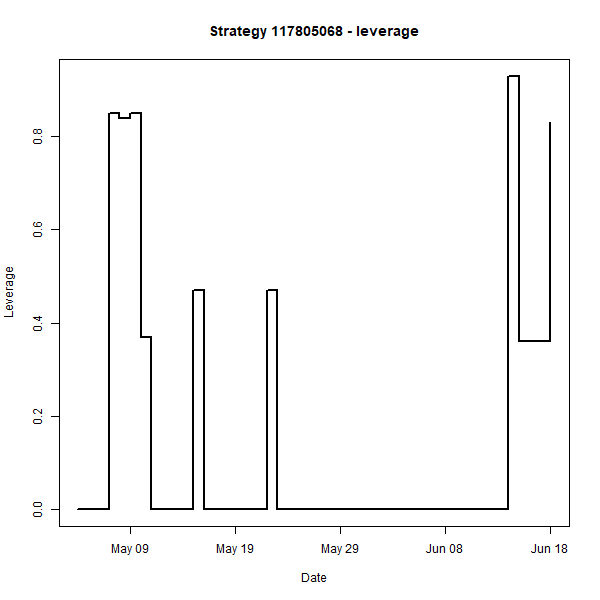 Strategy 117805068 - leverage
Leverage
0.8
0.6
0.4
0.2
0.0
May 09
May 19
May 29
Jun 08
Jun 18
Date